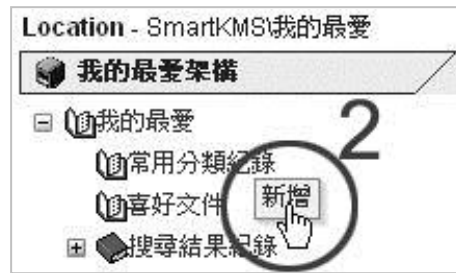 Location - SmartKMS\我的最愛
我的最愛架構
我的最愛
常用分類紀錄
2
喜好文件
新增
搜尋結果紀錄